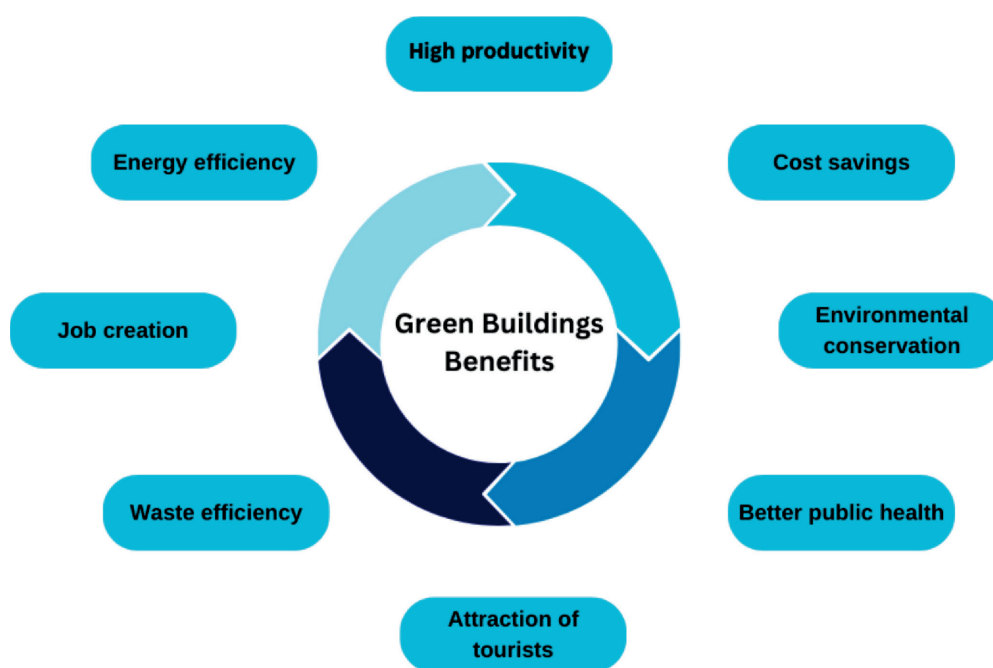 High productivity
Energy efficiency
Cost savings
Job creation
Green Buildings
Benefits
Environmental
conservation
Waste efficiency
Better public health
Attraction of
tourists